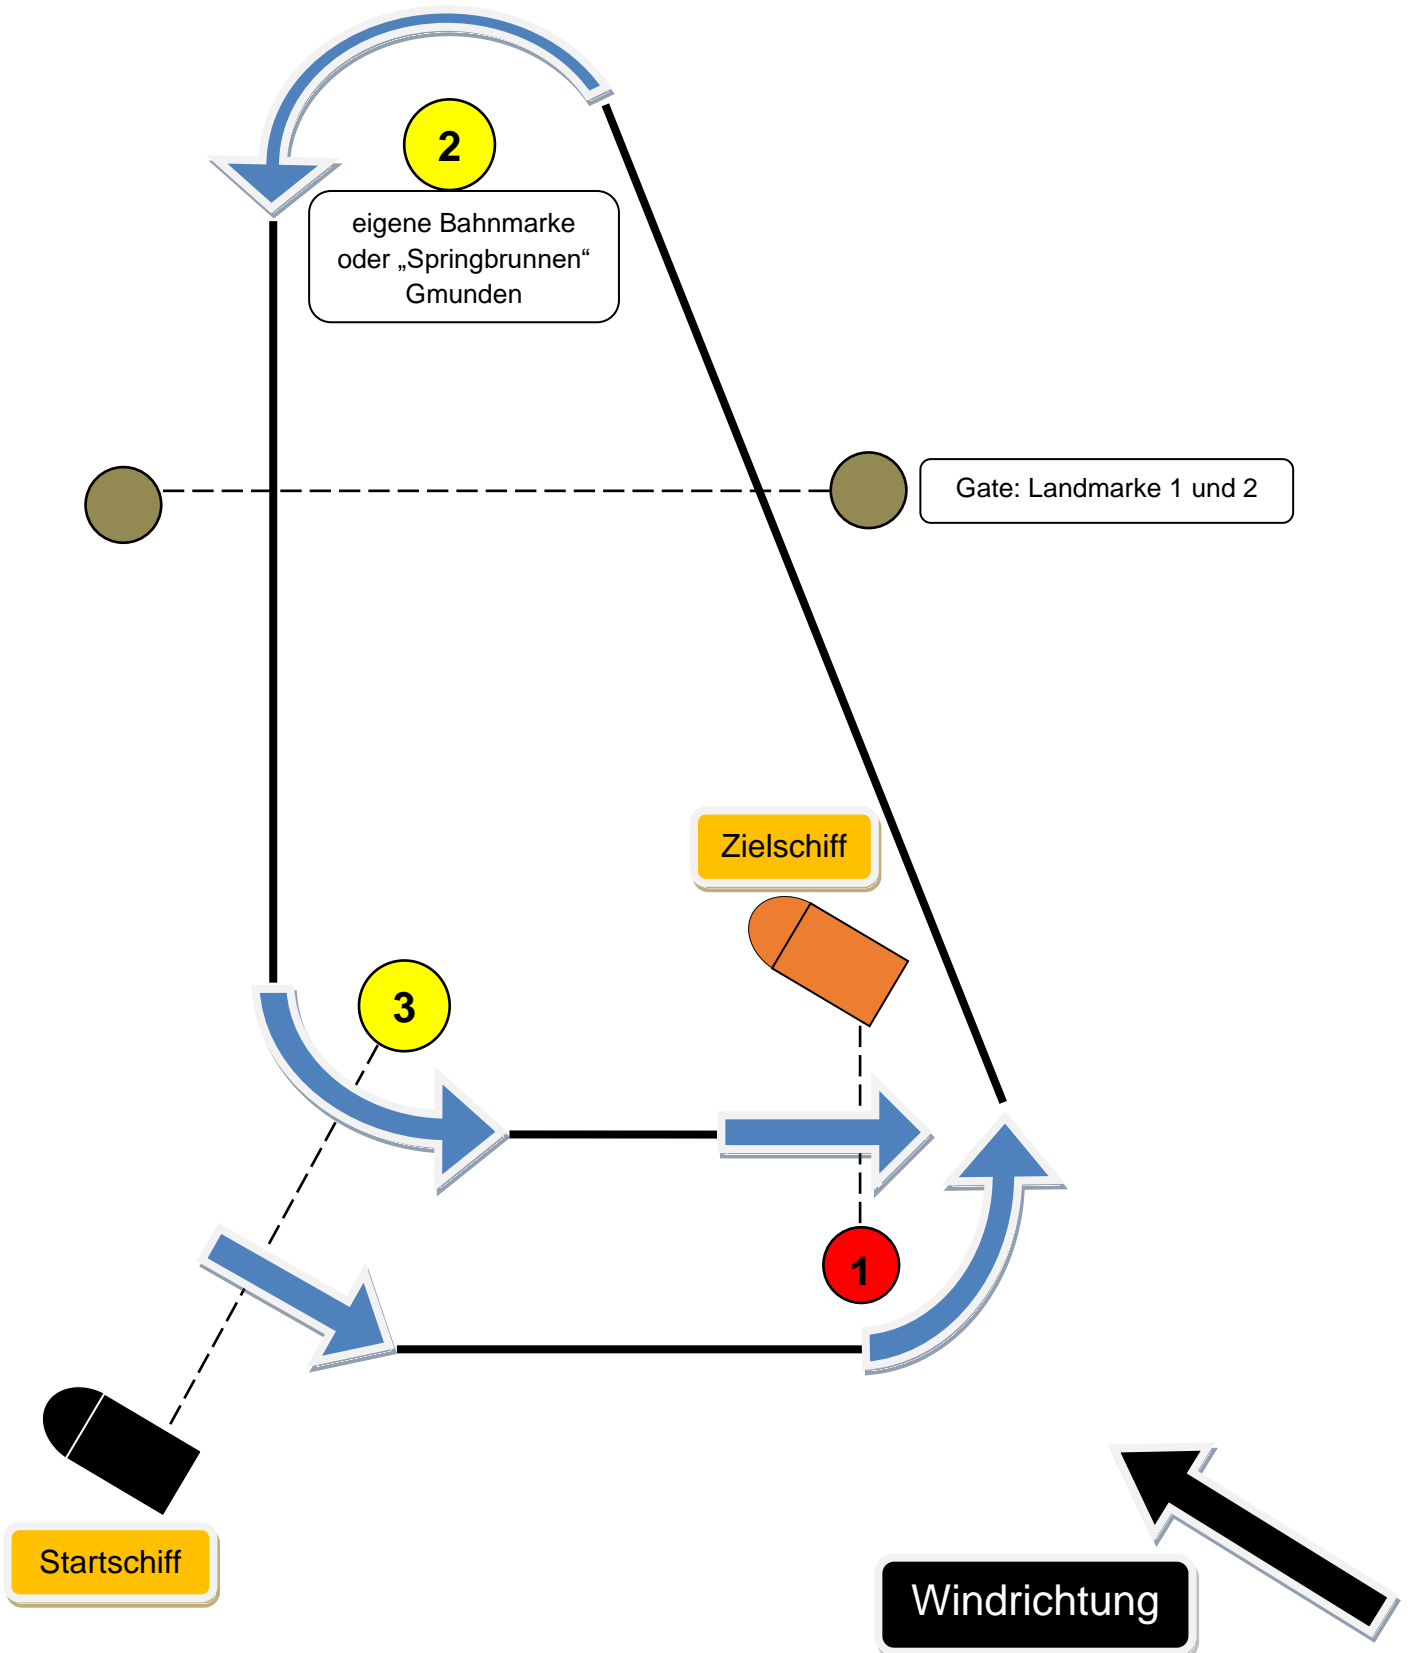 2
eigene Bahnmarke
oder „Springbrunnen“
Gmunden
Gate: Landmarke 1 und 2
Zielschiff
3
1
Startschiff
Windrichtung